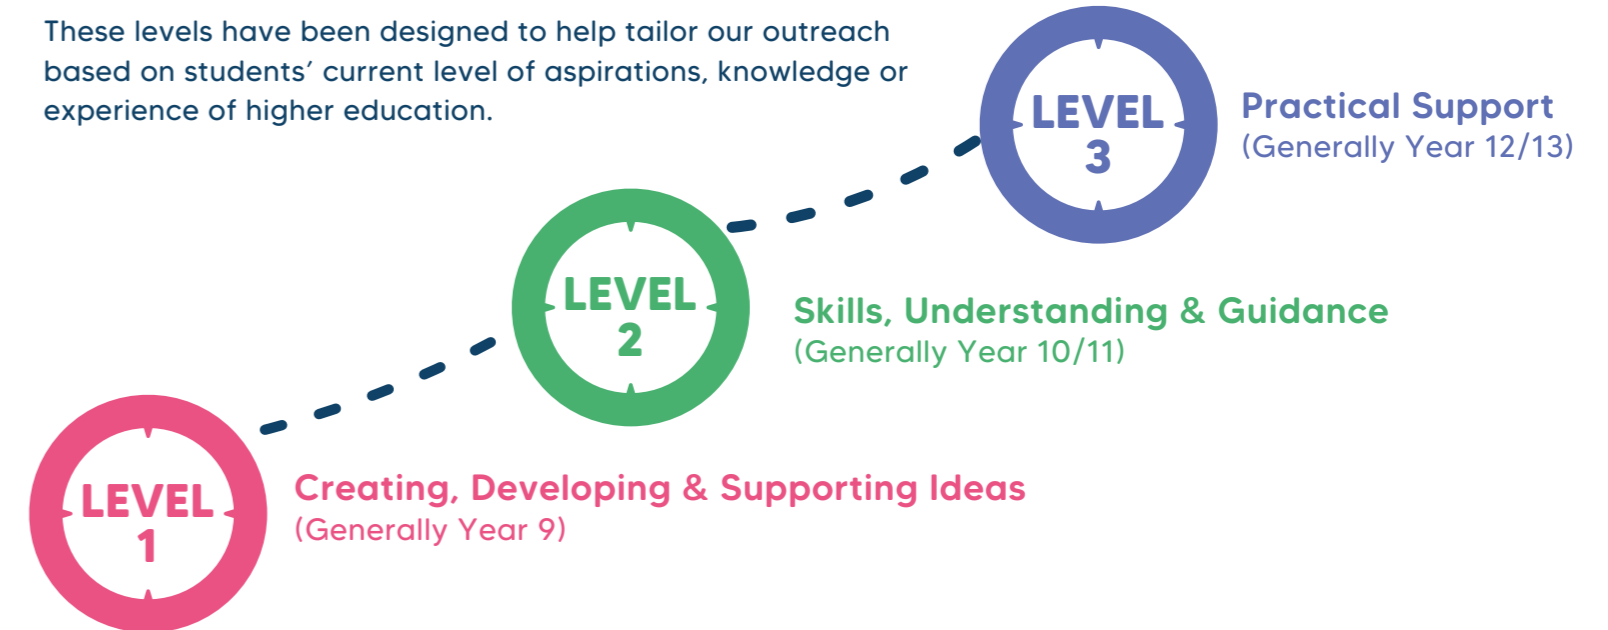 These levels have been designed to help tailor our outreach
based on students’ current level of aspirations, knowledge or
experience of higher education.
LEVEL
3
Practical Support
(Generally Year 12/13)
LEVEL
2
Skills, Understanding & Guidance
(Generally Year 10/11)
LEVEL
1
Creating, Developing & Supporting Ideas
(Generally Year 9)